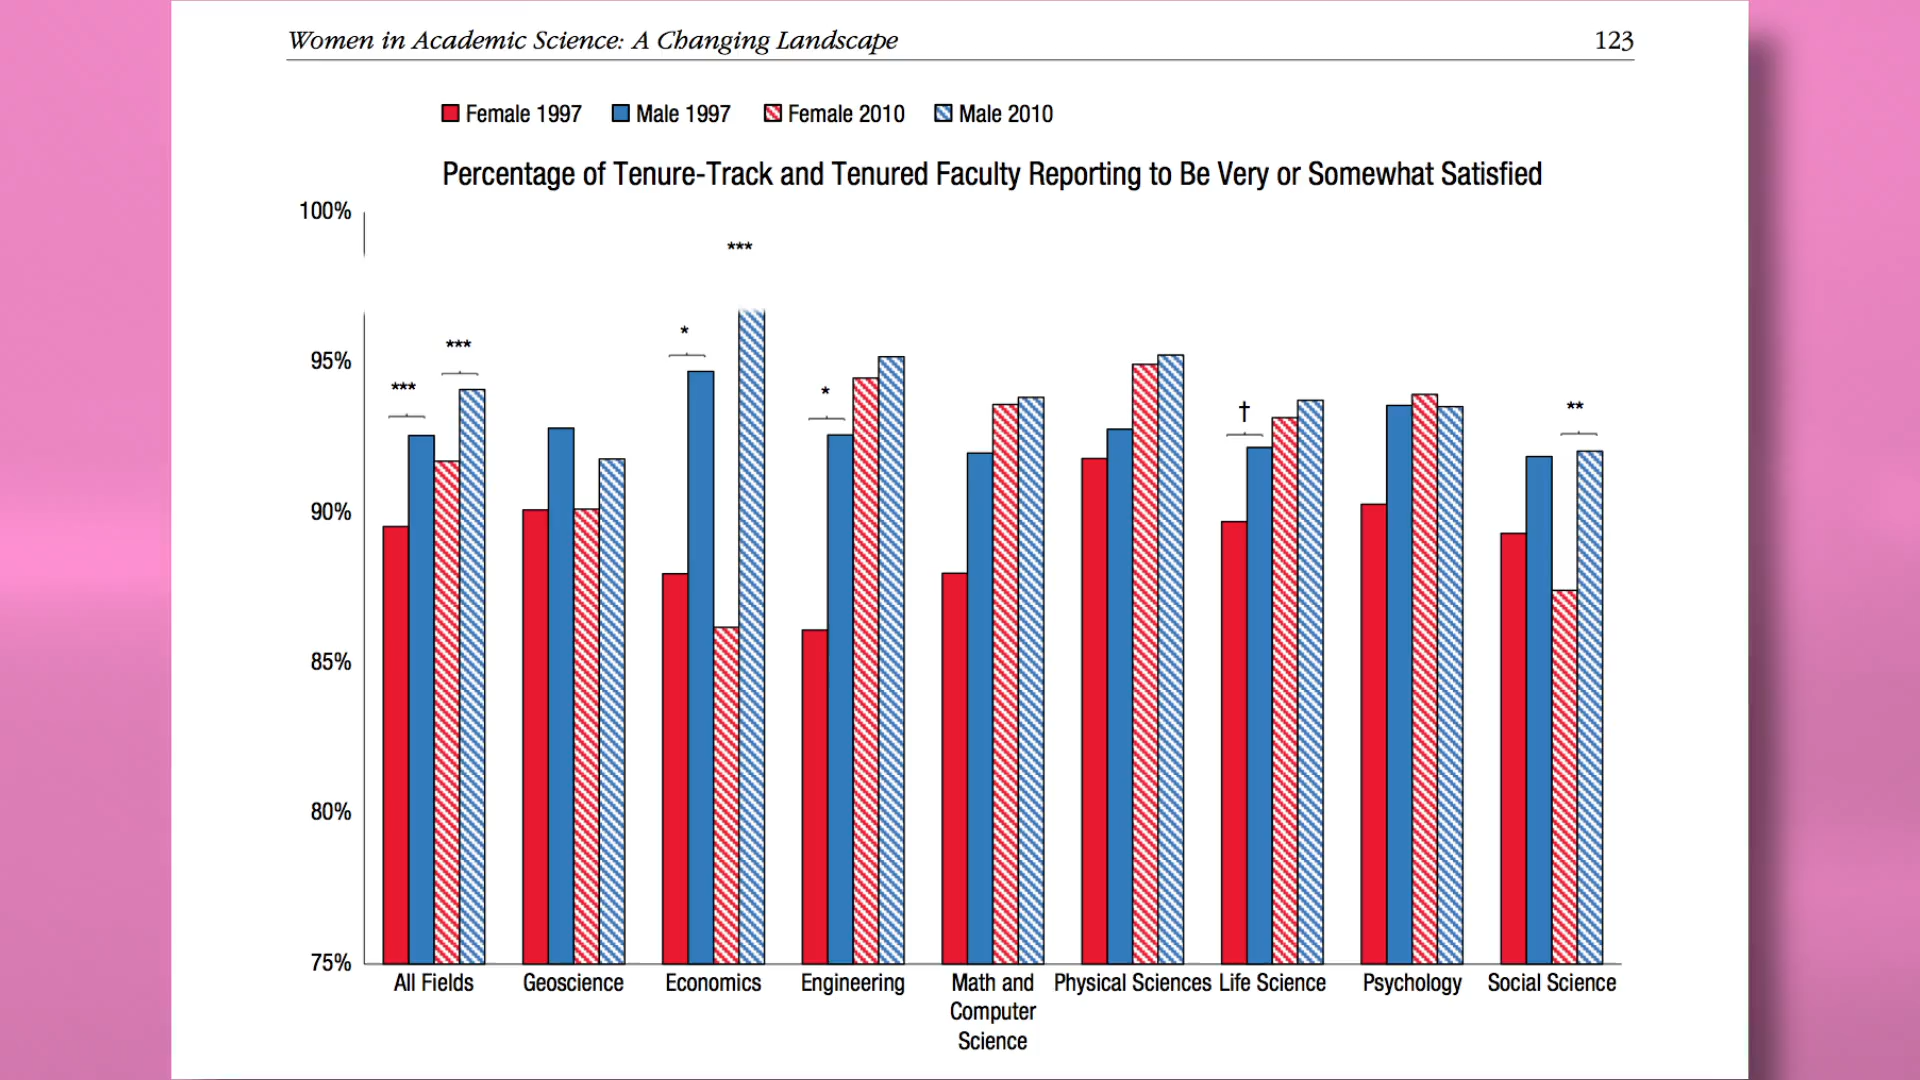 Women in Academic Science: A Changing Landscape 123
Female 1997 Male 1997 Female 2010 Male 2010
Percentage of Tenure-Track and Tenured Faculty Reporting to Be Very or Somewhat Satisfied
100%
***
*
***
95%
***
*
†
**
90%
85%
80%
75%
All Fields Geoscience Economics Engineering Math and Physical Sciences Life Science Psychology Social Science
Computer
Science